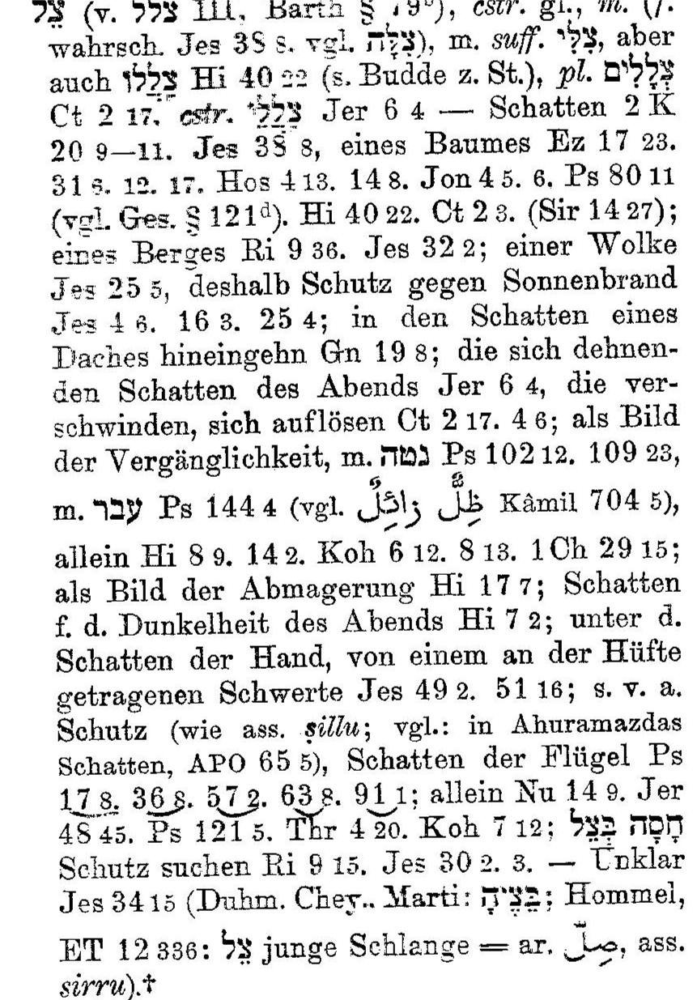 צֵל (v. צלל III, Barth § 79ᵇ), cstr. gl., m. (f.
wahrsch. Jes 38 8. vgl. צִלָּה), m. suff. צִלִּי, aber
auch צִלֲלוֹ Hi 40 22 (s. Budde z. St.), pl. צְלָלִים
Ct 2 17. cstr. צִלֲלֵי Jer 6 4 — Schatten 2 K
20 9—11. Jes 38 8, eines Baumes Ez 17 23.
31 6. 12. 17. Hos 4 13. 14 8. Jon 4 5. 6. Ps 80 11
(vgl. Ges. § 121ᵈ). Hi 40 22. Ct 2 3. (Sir 14 27);
eines Berges Ri 9 36. Jes 32 2; einer Wolke
Jes 25 5, deshalb Schutz gegen Sonnenbrand
Jes 4 6. 16 3. 25 4; in den Schatten eines
Daches hineingehn Gn 19 8; die sich dehnen-
den Schatten des Abends Jer 6 4, die ver-
schwinden, sich auflösen Ct 2 17. 4 6; als Bild
der Vergänglichkeit, m. נטה Ps 102 12. 109 23,
m. עבר Ps 144 4 (vgl. ظِلٌّ زائِلٌ Kâmil 704 5),
allein Hi 8 9. 14 2. Koh 6 12. 8 13. 1 Ch 29 15;
als Bild der Abmagerung Hi 17 7; Schatten
f. d. Dunkelheit des Abends Hi 7 2; unter d.
Schatten der Hand, von einem an der Hüfte
getragenen Schwerte Jes 49 2. 51 16; s. v. a.
Schutz (wie ass. ṣillu; vgl.: in Ahuramazdas
Schatten, APO 65 5), Schatten der Flügel Ps
17 8. 36 8. 57 2. 63 8. 91 1; allein Nu 14 9. Jer
48 45. Ps 121 5. Thr 4 20. Koh 7 12; חָסָה בְּצֵל
Schutz suchen Ri 9 15. Jes 30 2. 3. — Unklar
Jes 34 15 (Duhm. Chey.. Marti: בֵּצֶיהָ; Hommel,
ET 12 336: צֵל junge Schlange = ar. صِلّ, ass.
sirru).†